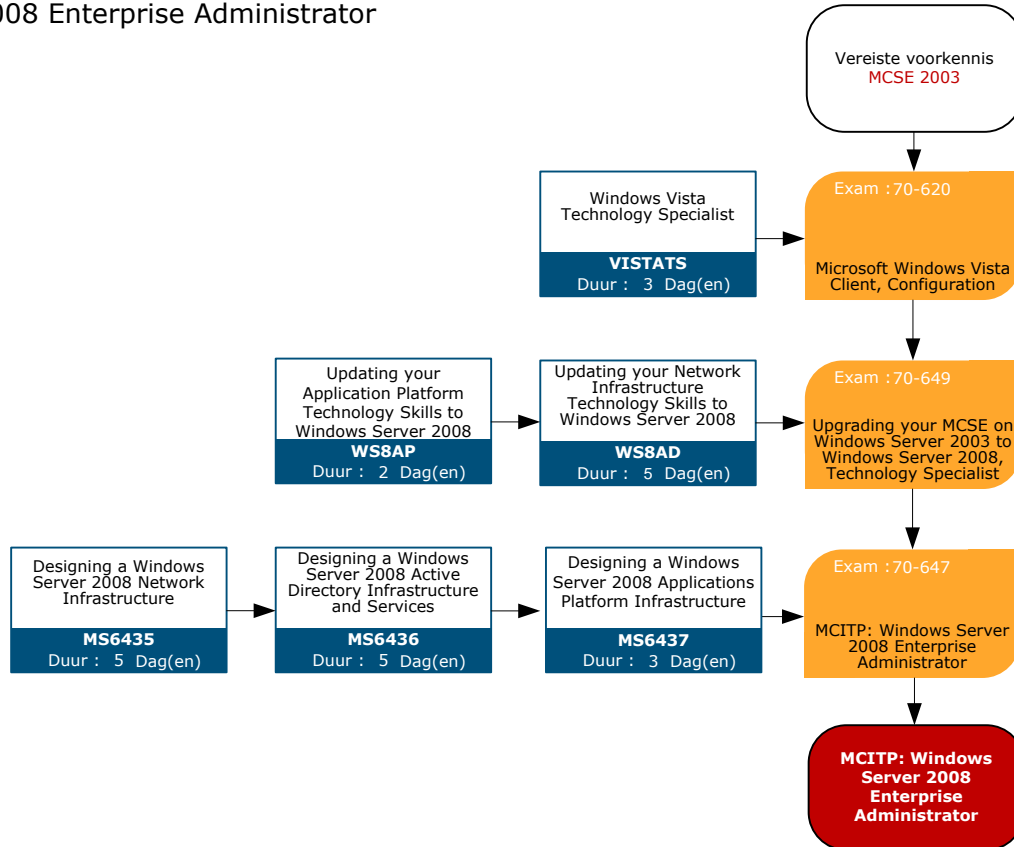 008 Enterprise Administrator
Vereiste voorkennis
MCSE 2003
Windows Vista
Technology Specialist
VISTATS
Duur : 3 Dag(en)
Exam : 70-620
Microsoft Windows Vista
Client, Configuration
Updating your
Application Platform
Technology Skills to
Windows Server 2008
WS8AP
Duur : 2 Dag(en)
Updating your Network
Infrastructure
Technology Skills to
Windows Server 2008
WS8AD
Duur : 5 Dag(en)
Exam : 70-649
Upgrading your MCSE on
Windows Server 2003 to
Windows Server 2008,
Technology Specialist
Designing a Windows
Server 2008 Network
Infrastructure
MS6435
Duur : 5 Dag(en)
Designing a Windows
Server 2008 Active
Directory Infrastructure
and Services
MS6436
Duur : 5 Dag(en)
Designing a Windows
Server 2008 Applications
Platform Infrastructure
MS6437
Duur : 3 Dag(en)
Exam : 70-647
MCITP: Windows Server
2008 Enterprise
Administrator
MCITP: Windows
Server 2008
Enterprise
Administrator